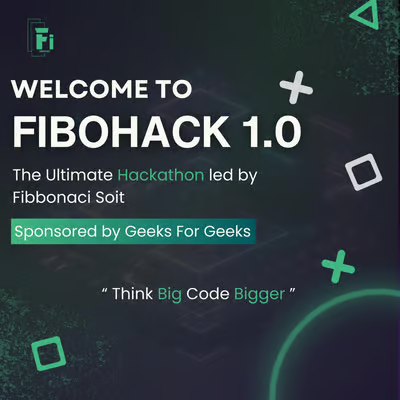 Fi
WELCOME TO
FIBOHACK 1.0
The Ultimate Hackathon led by
Fibbonaci Soit
Sponsored by Geeks For Geeks
“ Think Big Code Bigger ”